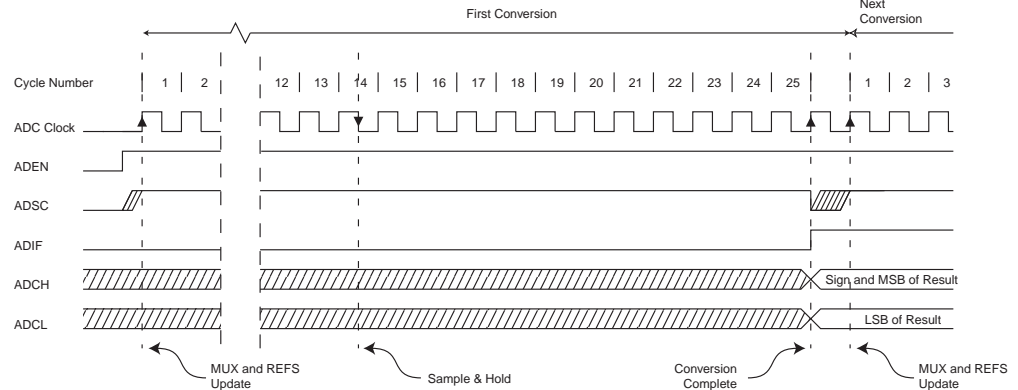 First Conversion
Next
Conversion
Cycle Number 1 2 12 13 14 15 16 17 18 19 20 21 22 23 24 25 1 2 3
ADC Clock
ADEN
ADSC
ADIF
ADCH
Sign and MSB of Result
ADCL
LSB of Result
MUX and REFS
Update
Sample & Hold
Conversion
Complete
MUX and REFS
Update